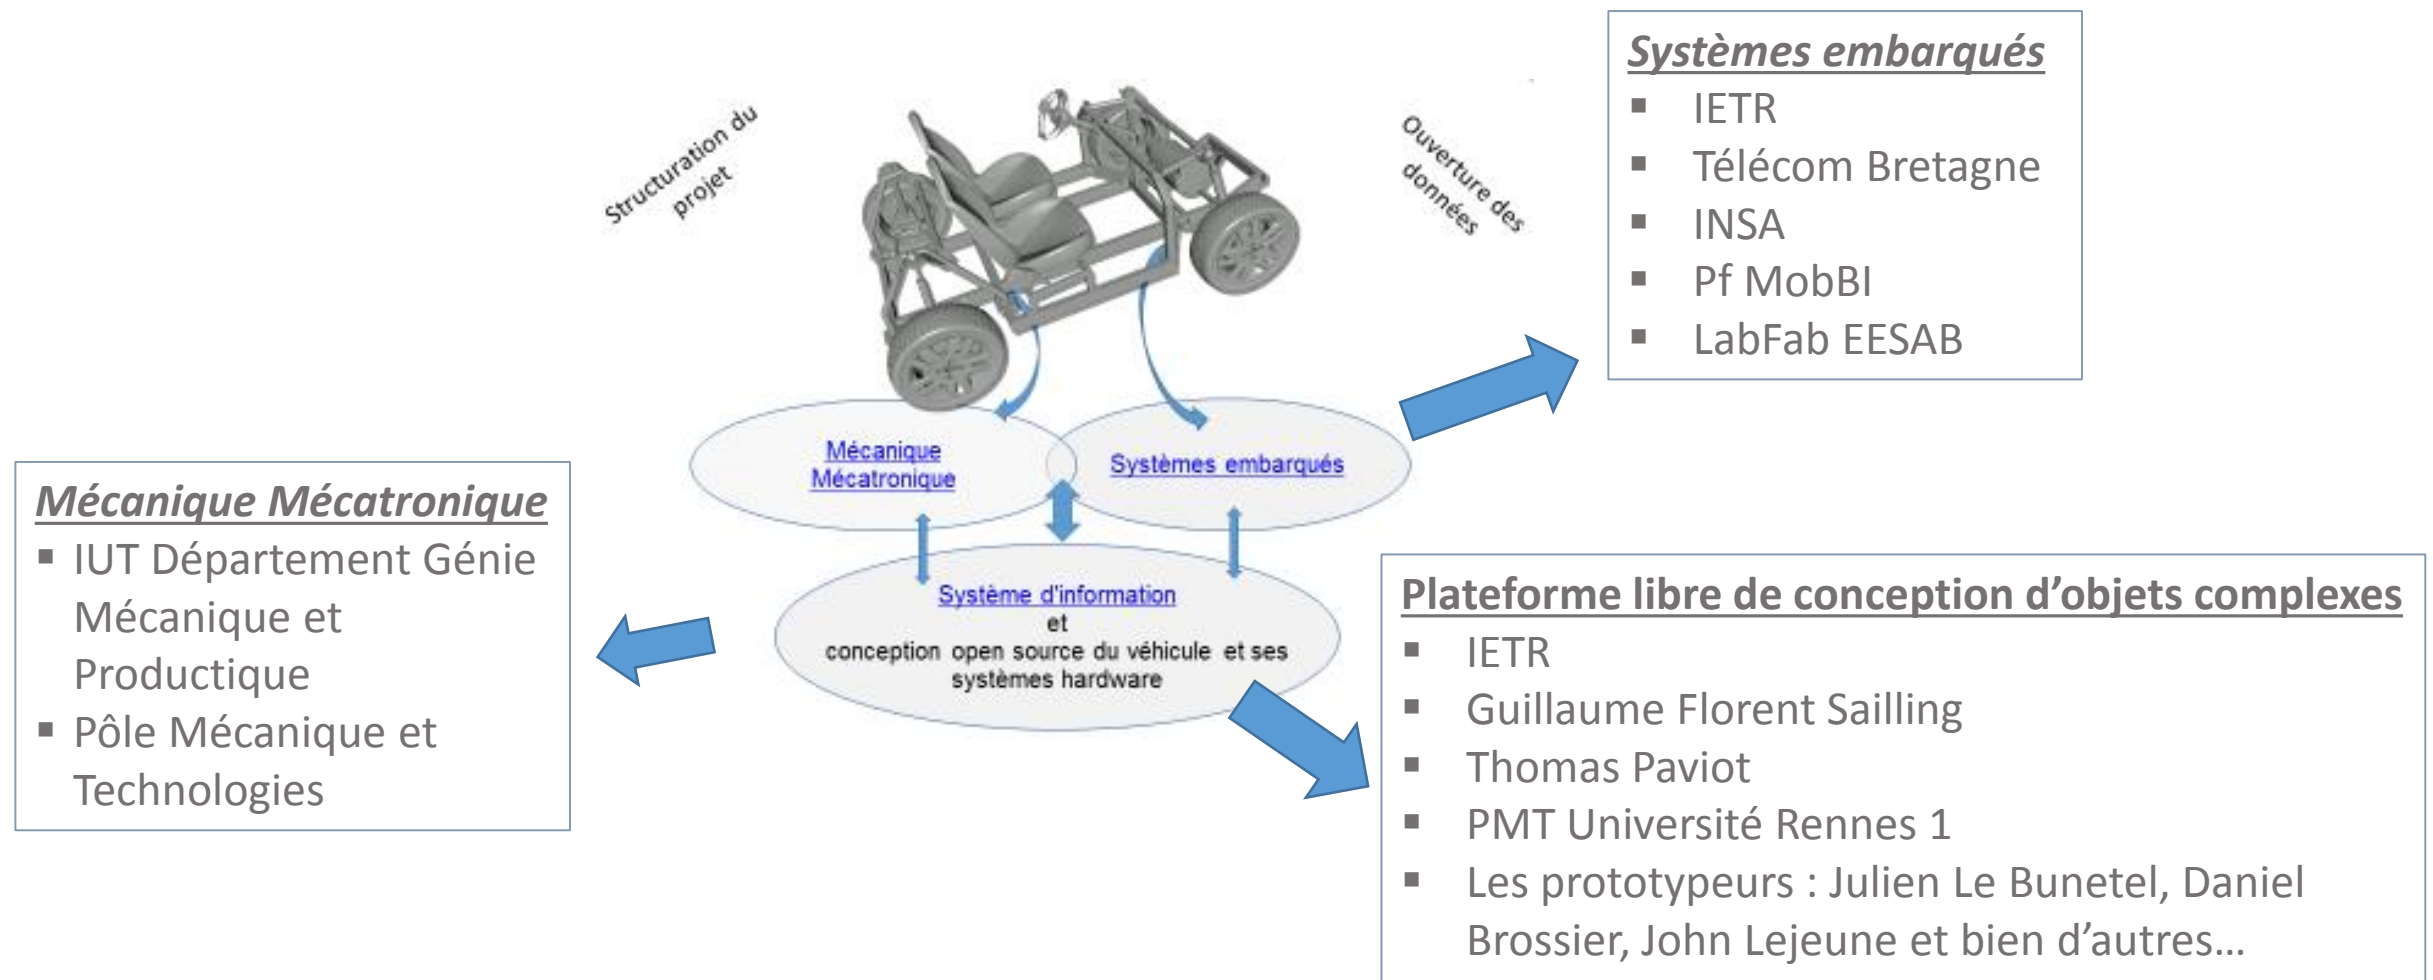 Structuration du
projet
Ouverture des
données
Systèmes embarqués
▪ IETR
▪ Télécom Bretagne
▪ INSA
▪ Pf MobBI
▪ LabFab EESAB
Mécanique
Mécatronique
Systèmes embarqués
Système d'information
et
conception open source du véhicule et ses
systèmes hardware
Mécanique Mécatronique
▪ IUT Département Génie
Mécanique et
Productique
▪ Pôle Mécanique et
Technologies
Plateforme libre de conception d’objets complexes
▪ IETR
▪ Guillaume Florent Sailling
▪ Thomas Paviot
▪ PMT Université Rennes 1
▪ Les prototypeurs : Julien Le Bunetel, Daniel
Brossier, John Lejeune et bien d’autres…